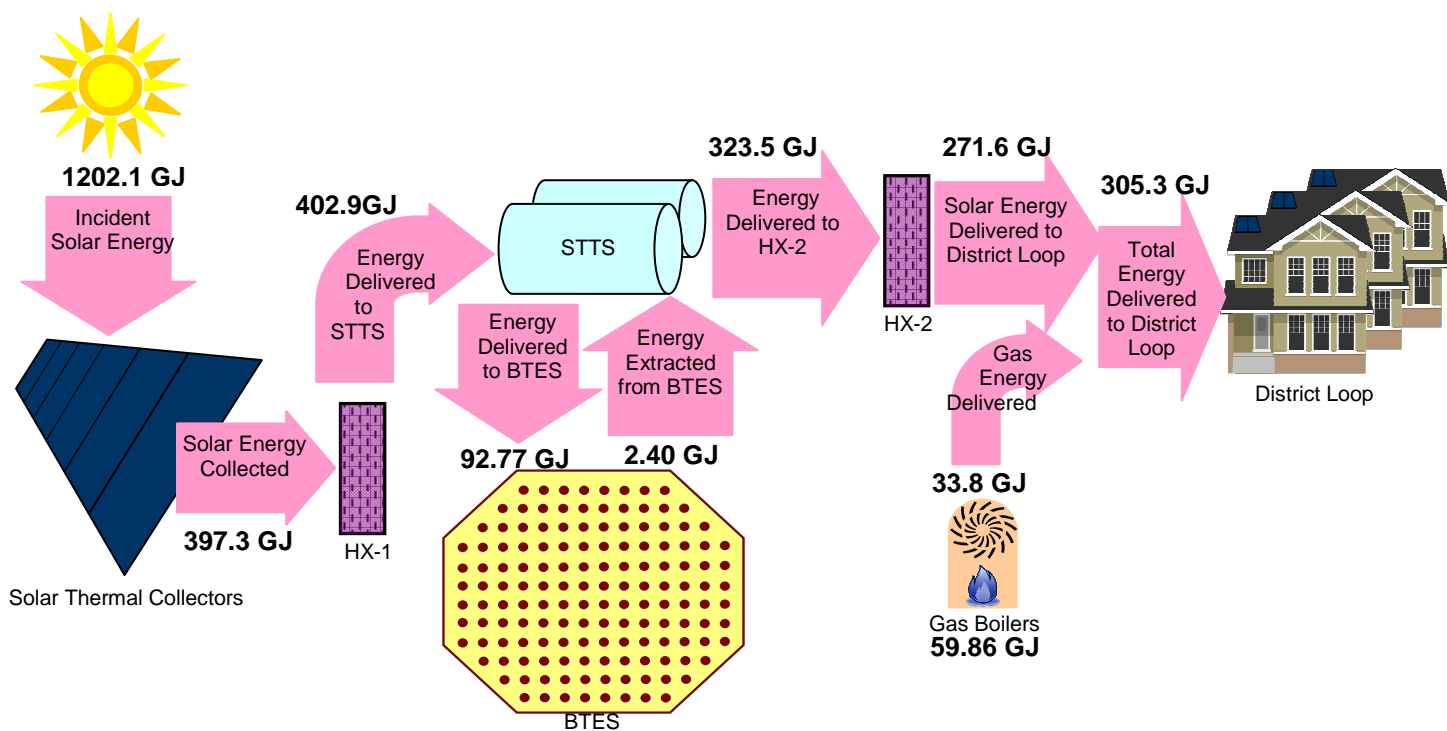 1202.1 GJ
Incident
Solar Energy
Solar Thermal Collectors
Solar Energy
Collected
397.3 GJ
HX-1
402.9GJ
Energy
Delivered
to
STTS
STTS
Energy
Delivered
to BTES
92.77 GJ
Energy
Extracted
from BTES
2.40 GJ
BTES
323.5 GJ
Energy
Delivered to
HX-2
HX-2
271.6 GJ
Solar Energy
Delivered to
District Loop
Gas
Energy
Delivered
33.8 GJ
Gas Boilers
59.86 GJ
305.3 GJ
Total
Energy
Delivered
to District
Loop
District Loop